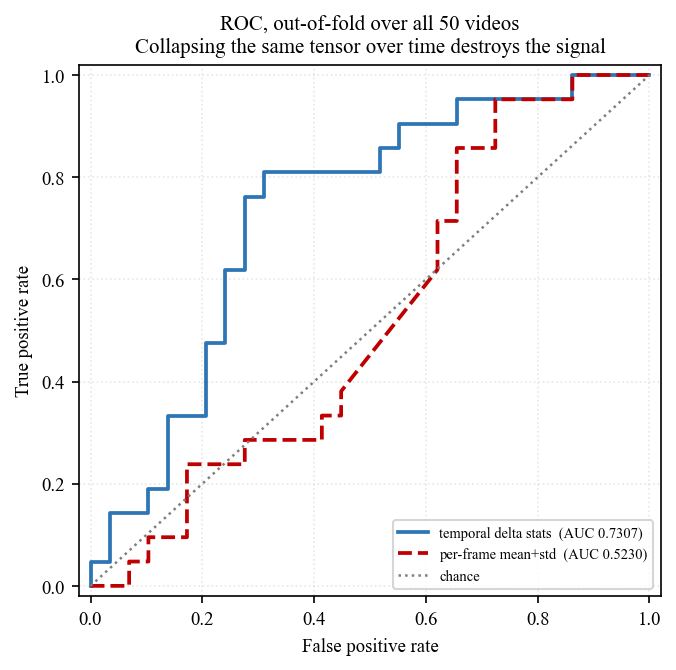 ROC, out-of-fold over all 50 videos
Collapsing the same tensor over time destroys the signal
True positive rate
1.0
0.8
0.6
0.4
0.2
0.0
temporal delta stats (AUC 0.7307)
per-frame mean+std (AUC 0.5230)
chance
0.0 0.2 0.4 0.6 0.8 1.0
False positive rate